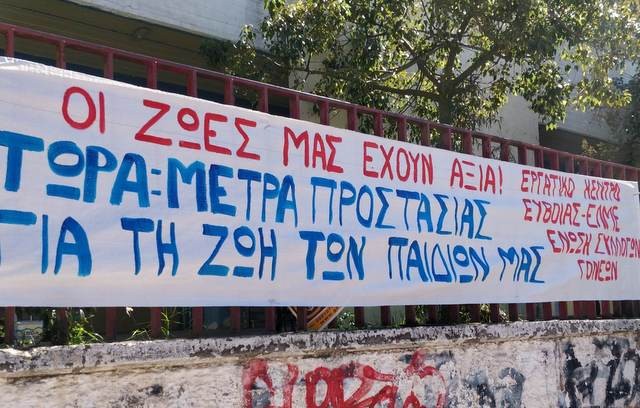 ΟΙ ΖΩΕΣ ΜΑΣ ΕΧΟΥΝ ΑΞΙΑ!
ΤΩΡΑ: ΜΕΤΡΑ ΠΡΟΣΤΑΣΙΑΣ
ΓΙΑ ΤΗ ΖΩΗ ΤΩΝ ΠΑΙΔΙΩΝ ΜΑΣ
ΕΡΓΑΤΙΚΟ ΚΕΝΤΡΟ
ΕΥΒΟΙΑΣ-ΕΛΜΕ
ΕΝΩΣΗ ΣΥΛΛΟΓΩΝ
ΓΟΝΕΩΝ